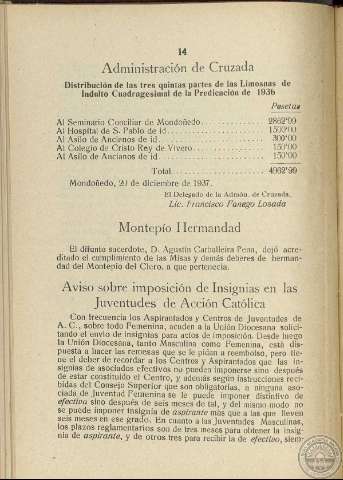 14
Administración de Cruzada
Distribución de las tres quintas partes de las Limosnas de
Indulto Cuadragesimal de la Predicación de 1936
Pesetas
Al Seminario Conciliar de Mondoñedo
Al Hospital de S. Pablo de id. 1500'00
Al Asilo de Ancianos de id. 300'00
Al Colegio de Cristo Rey de Vivero 150'00
Al Asilo de Ancianos de id. 150'00
Total
Mondoñedo, 20 de diciembre de 1937.
El Delegado de la Admón. de Cruzada,
Lic. Francisco Fanego Losada
Montepío Hermandad
El difunto sacerdote, D. Agustín Carballeira Pena, dejó acre-
ditado el cumplimiento de las Misas y demás deberes de herman-
dad del Montepío del Clero, a que pertenecía.
Aviso sobre imposición de Insignias en las
Juventudes de Acción Católica
Con frecuencia los Aspirantados y Centros de Juventudes de
A. C., sobre todo Femenina, acuden a la Unión Diocesana solici-
tando el envío de insignias para actos de imposición. Desde luego
la Unión Diocesana, tanto Masculina como Femenina, está dis-
puesta a hacer las remesas que se le pidan a reembolso, pero tie-
ne el deber de recordar a los Centros y Aspirantados que las in-
signias de asociados efectivos no pueden imponerse sino después
de estar constituído el Centro, y además según instrucciones reci-
bidas del Consejo Superior que son obligatorias, a ninguna aso-
ciada de Juventud Femenina se le puede imponer distintivo de
efectiva sino después de seis meses de tal, y del mismo modo no
se puede imponer insignia de aspirante más que a las que lleven
seis meses en ese grado. En cuanto a las Juventudes Masculinas,
los plazos reglamentarios son de tres meses para obtener la insig-
nia de aspirante, y de otros tres para recibir la de efectivo, siem-